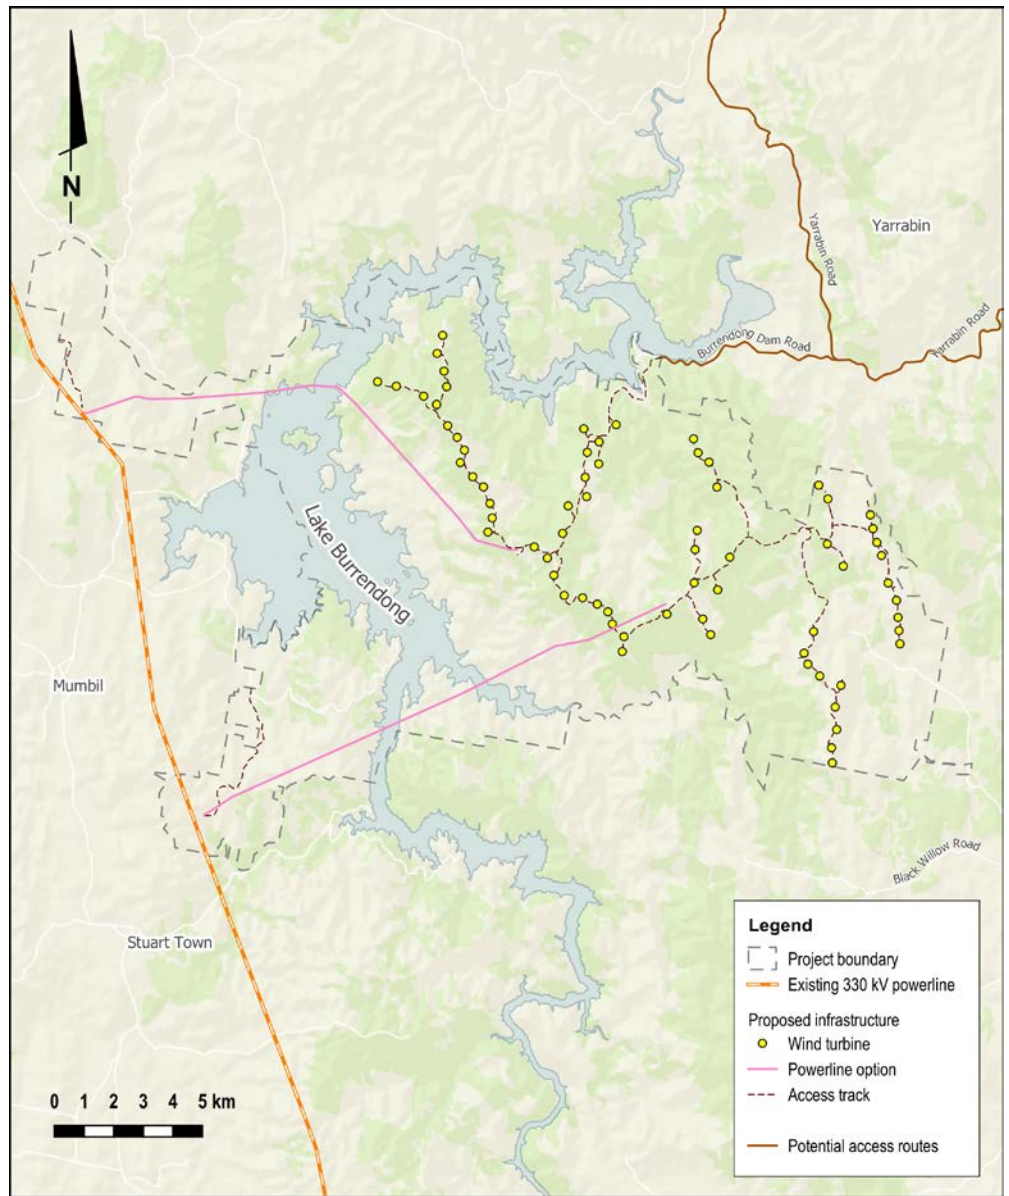 N
Yarrabin
Yarrabin Road
Yarrabin Road
Burrendong Dam Road
Lake Burrendong
Mumbil
Black Willow Road
Stuart Town
Legend
Project boundary
Existing 330 kV powerline
Proposed infrastructure
Wind turbine
Powerline option
Access track
Potential access routes
0 1 2 3 4 5 km